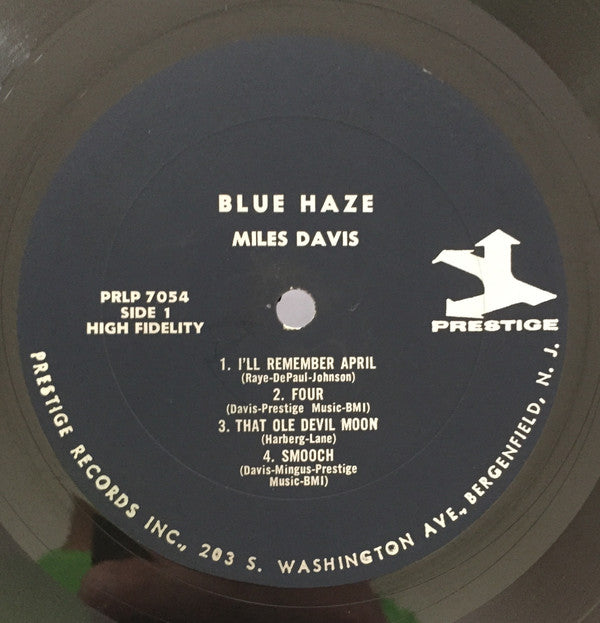 BLUE HAZE
MILES DAVIS
PRLP 7054
SIDE 1
HIGH FIDELITY
PRESTIGE
1. I'LL REMEMBER APRIL
(Raye-DePaul-Johnson)
2. FOUR
(Davis-Prestige Music-BMI)
3. THAT OLE DEVIL MOON
(Harberg-Lane)
4. SMOOCH
(Davis-Mingus-Prestige
Music-BMI)
PRESTIGE RECORDS INC., 203 S. WASHINGTON AVE., BERGENFIELD, N. J.